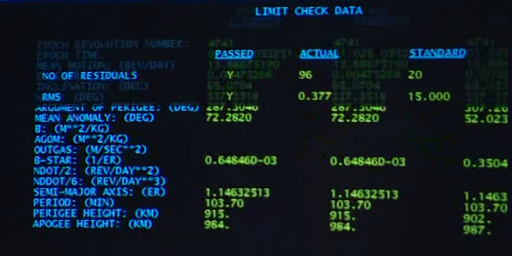 LIMIT CHECK DATA
EPOCH REVOLUTION NUMBER: 4741 4741
EPOCH TIME:
PASSED ACTUAL STANDARD
MEAN MOTION: (REV/DAY)
NO OF RESIDUALS Y 96 20
RMS Y 0.377 15.000
ARGUMENT OF PERIGEE: (DEG) 287.3046 287.3046 307.26
MEAN ANOMALY: (DEG) 72.2820 72.2820 52.023
B: (M**2/KG)
AGOM: (M**2/KG)
OUTGAS: (M/SEC**2)
B-STAR: (1/ER) 0.64846D-03 0.64846D-03 0.3504
NDOT/2: (REV/DAY**2)
NDDOT/6: (REV/DAY**3)
SEMI-MAJOR AXIS: (ER) 1.14632513 1.14632513 1.1463
PERIOD: (MIN) 103.70 103.70 103.70
PERIGEE HEIGHT: (KM) 915. 915. 902.
APOGEE HEIGHT: (KM) 984. 984. 987.